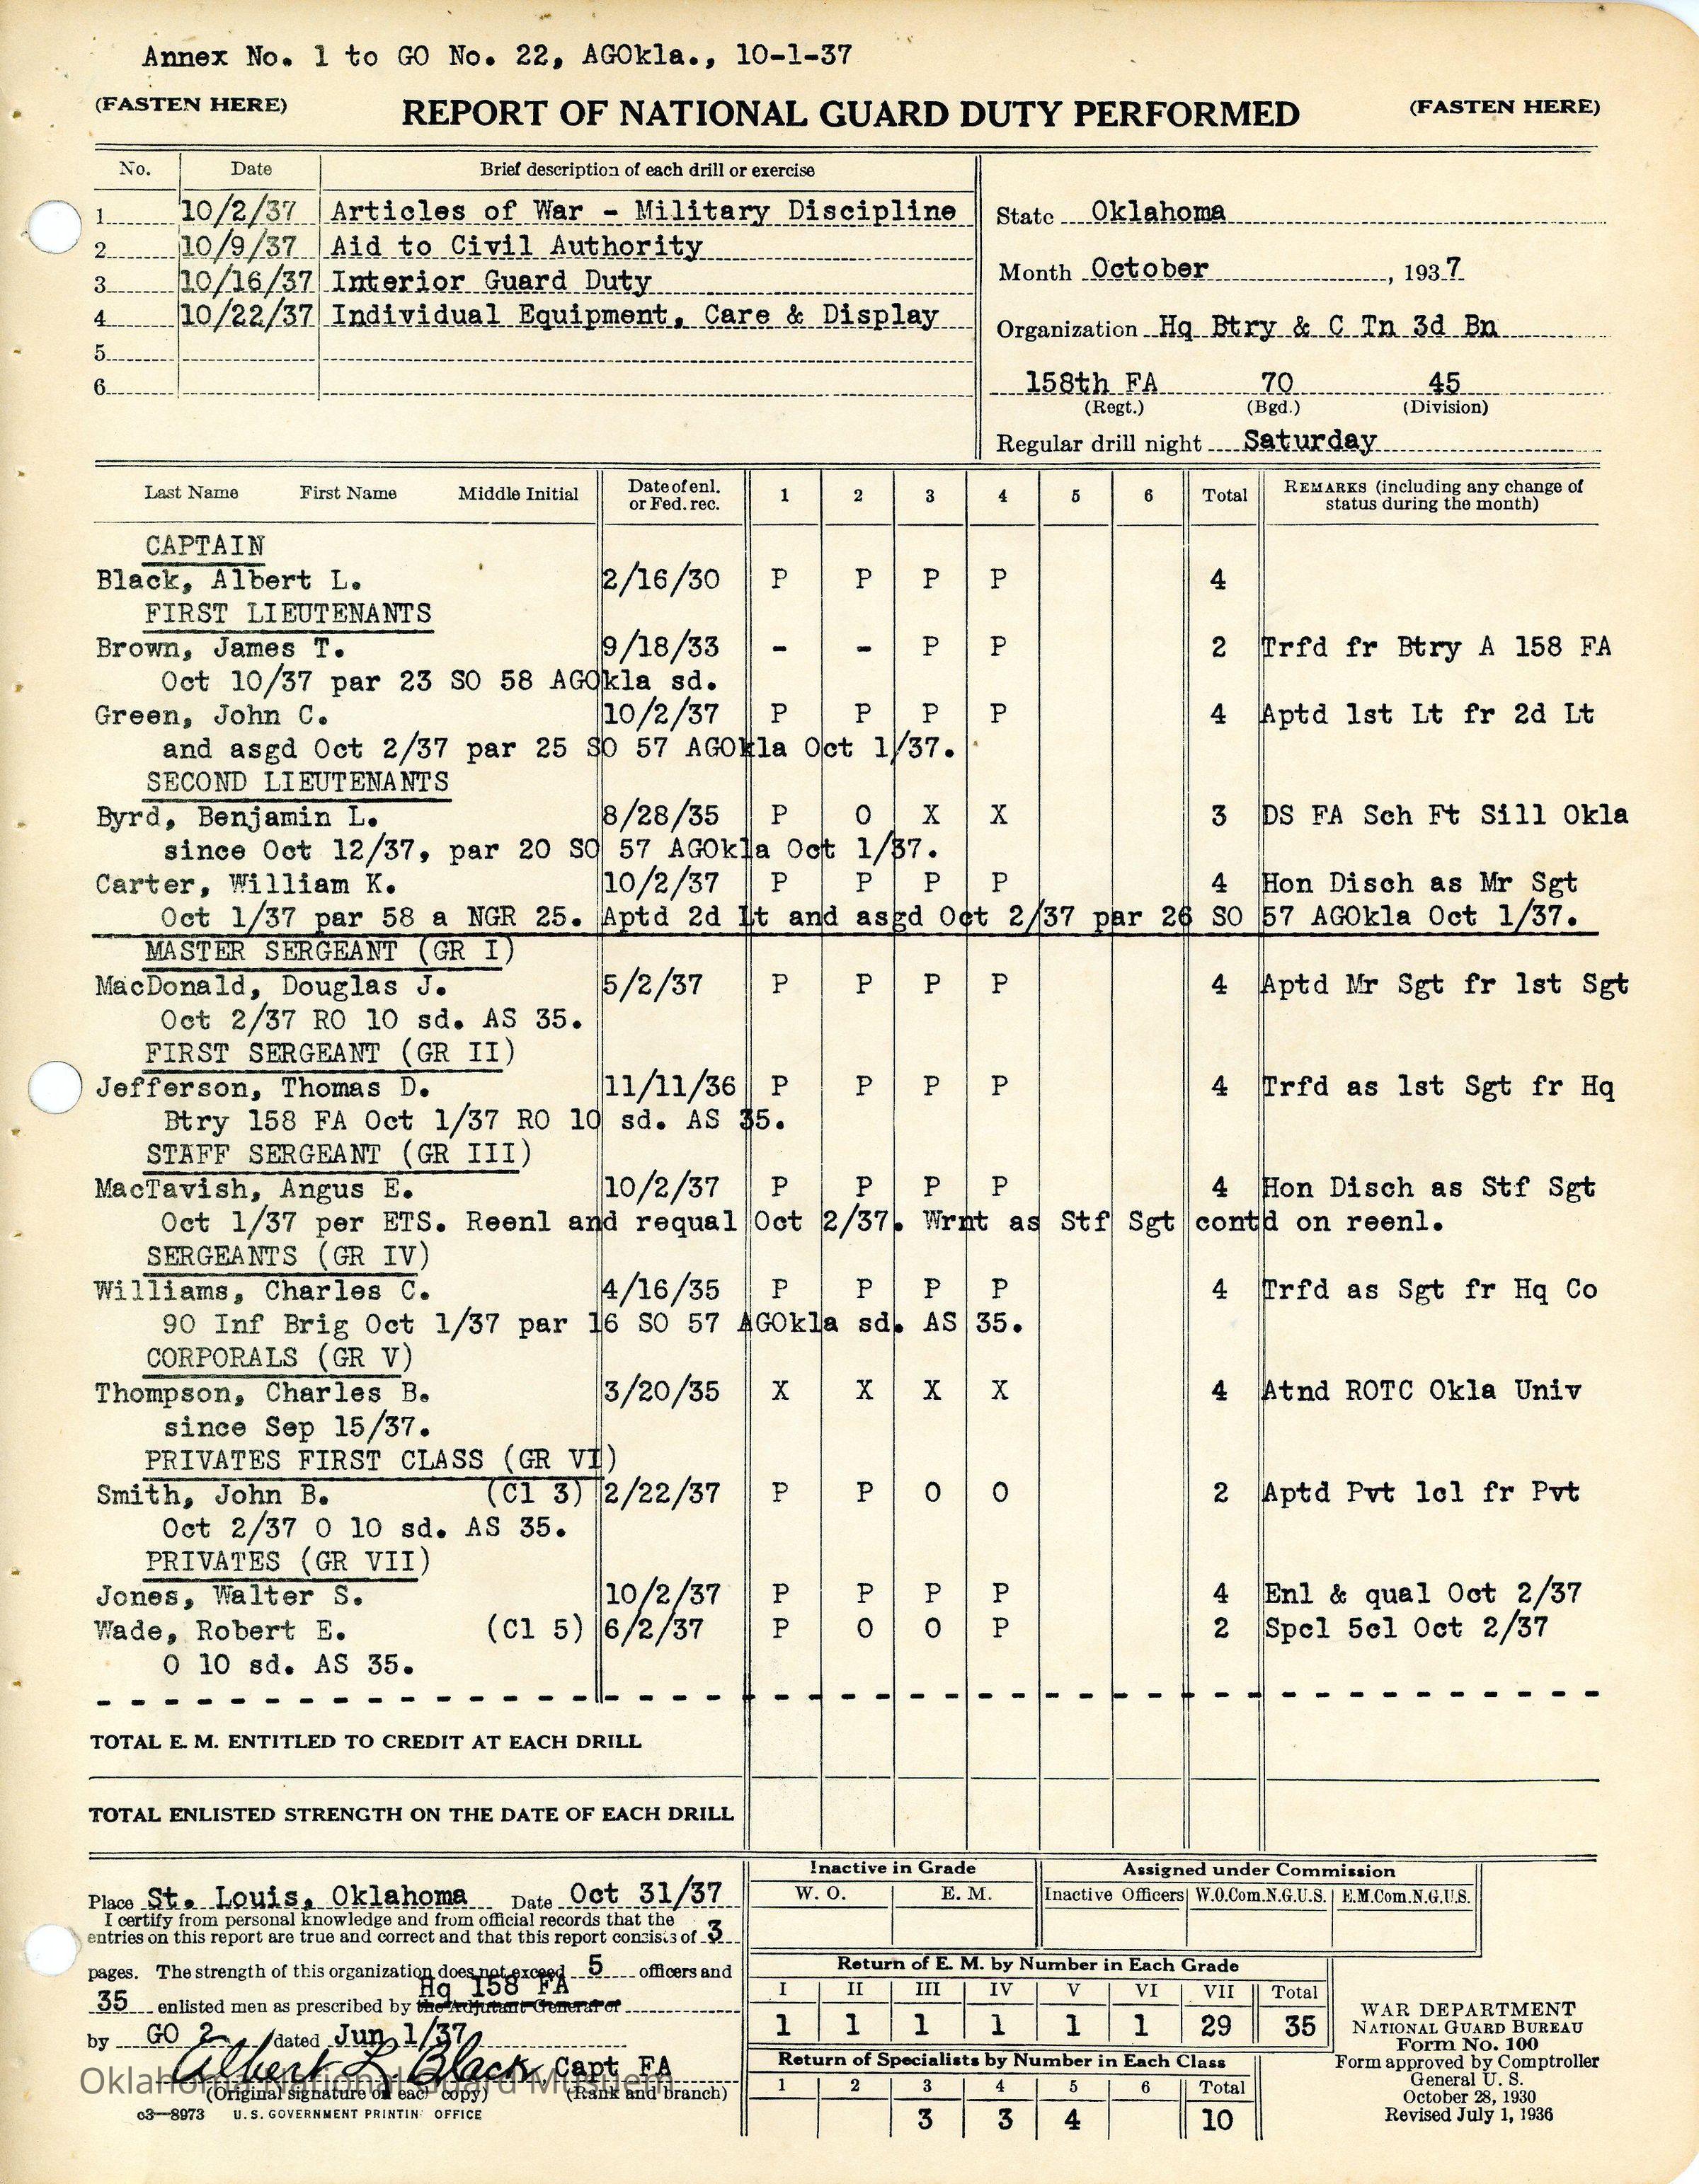 Annex No. 1 to GO No. 22, AGOkla., 10-1-37
(FASTEN HERE) REPORT OF NATIONAL GUARD DUTY PERFORMED (FASTEN HERE)
No. Date Brief description of each drill or exercise
1 10/2/37 Articles of War - Military Discipline
2 10/9/37 Aid to Civil Authority
3 10/16/37 Interior Guard Duty
4 10/22/37 Individual Equipment, Care & Display
5
6
State Oklahoma
Month October, 1937
Organization Hq Btry & C Tn 3d Bn
158th FA 70 45
(Regt.) (Bgd.) (Division)
Regular drill night Saturday
Last Name First Name Middle Initial Date of enl. or Fed. rec. 1 2 3 4 5 6 Total REMARKS (including any change of status during the month)
CAPTAIN
Black, Albert L. 2/16/30 P P P P 4
FIRST LIEUTENANTS
Brown, James T. 9/18/33 - - P P 2 Trfd fr Btry A 158 FA
Oct 10/37 par 23 SO 58 AGOkla sd.
Green, John C. 10/2/37 P P P P 4 Aptd 1st Lt fr 2d Lt
and asgd Oct 2/37 par 25 SO 57 AGOkla Oct 1/37.
SECOND LIEUTENANTS
Byrd, Benjamin L. 8/28/35 P O X X 3 DS FA Sch Ft Sill Okla
since Oct 12/37, par 20 SO 57 AGOkla Oct 1/37.
Carter, William K. 10/2/37 P P P P 4 Hon Disch as Mr Sgt
Oct 1/37 par 58 a NGR 25. Aptd 2d Lt and asgd Oct 2/37 par 26 SO 57 AGOkla Oct 1/37.
MASTER SERGEANT (GR I)
MacDonald, Douglas J. 5/2/37 P P P P 4 Aptd Mr Sgt fr 1st Sgt
Oct 2/37 RO 10 sd. AS 35.
FIRST SERGEANT (GR II)
Jefferson, Thomas D. 11/11/36 P P P P 4 Trfd as 1st Sgt fr Hq
Btry 158 FA Oct 1/37 RO 10 sd. AS 35.
STAFF SERGEANT (GR III)
MacTavish, Angus E. 10/2/37 P P P P 4 Hon Disch as Stf Sgt
Oct 1/37 per ETS. Reenl and requal Oct 2/37. Wrnt as Stf Sgt contd on reenl.
SERGEANTS (GR IV)
Williams, Charles C. 4/16/35 P P P P 4 Trfd as Sgt fr Hq Co
90 Inf Brig Oct 1/37 par 16 SO 57 AGOkla sd. AS 35.
CORPORALS (GR V)
Thompson, Charles B. 3/20/35 X X X X 4 Atnd ROTC Okla Univ
since Sep 15/37.
PRIVATES FIRST CLASS (GR VI)
Smith, John B. (Cl 3) 2/22/37 P P O O 2 Aptd Pvt 1cl fr Pvt
Oct 2/37 O 10 sd. AS 35.
PRIVATES (GR VII)
Jones, Walter S. 10/2/37 P P P P 4 Enl & qual Oct 2/37
Wade, Robert E. (Cl 5) 6/2/37 P O O P 2 Spcl 5cl Oct 2/37
O 10 sd. AS 35.
TOTAL E. M. ENTITLED TO CREDIT AT EACH DRILL
TOTAL ENLISTED STRENGTH ON THE DATE OF EACH DRILL
Place St. Louis, Oklahoma Date Oct 31/37
I certify from personal knowledge and from official records that the
entries on this report are true and correct and that this report consists of 3
pages. The strength of this organization does not exceed 5 officers and
Hq 158 FA
35 enlisted men as prescribed by the Adjutant General of
by GO 2 dated Jun 1/37
Albert L. Black Capt FA
(Original signature on each copy) (Rank and branch)
c3—8973 U.S. GOVERNMENT PRINTING OFFICE
Oklahoma National Guard Museum
Inactive in Grade Assigned under Commission
W. O. E. M. Inactive Officers W.O.Com.N.G.U.S. E.M.Com.N.G.U.S.
Return of E. M. by Number in Each Grade
I II III IV V VI VII Total
1 1 1 1 1 1 29 35
Return of Specialists by Number in Each Class
1 2 3 4 5 6 Total
3 3 4 10
WAR DEPARTMENT
NATIONAL GUARD BUREAU
Form No. 100
Form approved by Comptroller
General U. S.
October 28, 1930
Revised July 1, 1936